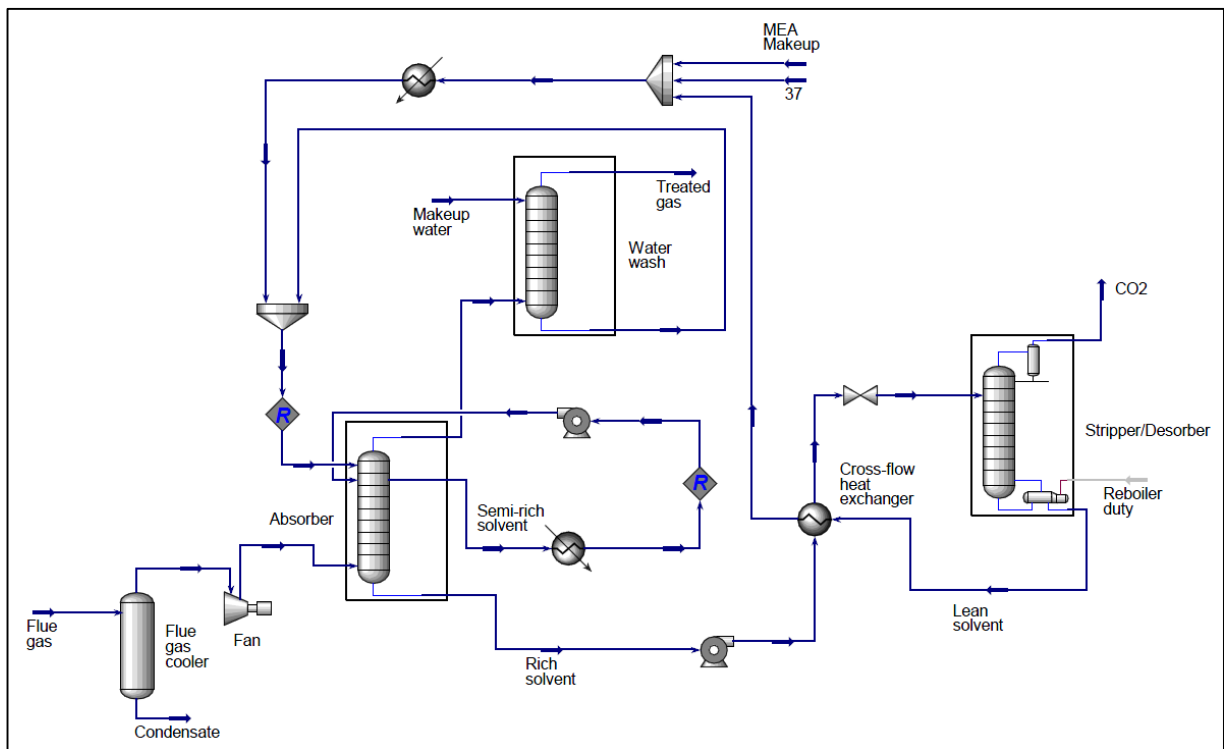 MEA
Makeup
37
Treated
gas
Makeup
water
Water
wash
CO2
R
Stripper/Desorber
Cross-flow
heat
exchanger
R
Reboiler
duty
Semi-rich
solvent
Absorber
Lean
solvent
Flue
gas
Flue
gas
cooler
Fan
Rich
solvent
Condensate